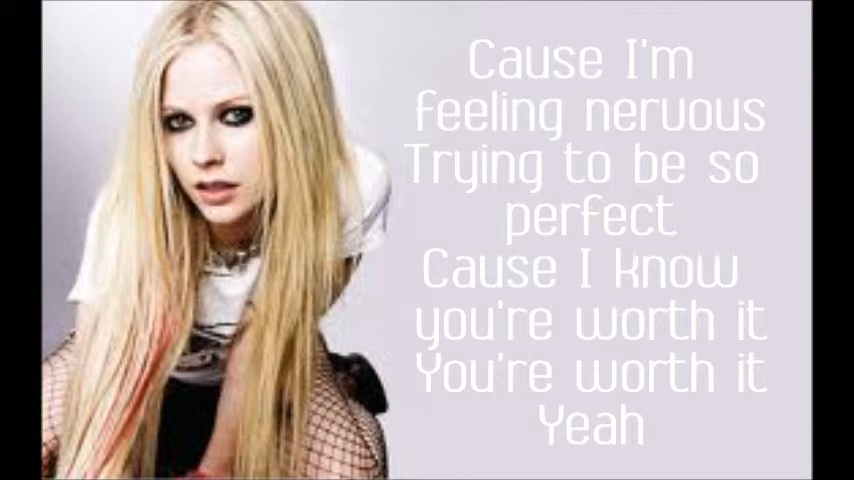 Cause I'm
feeling nervous
Trying to be so
perfect
Cause I know
you're worth it
You're worth it
Yeah